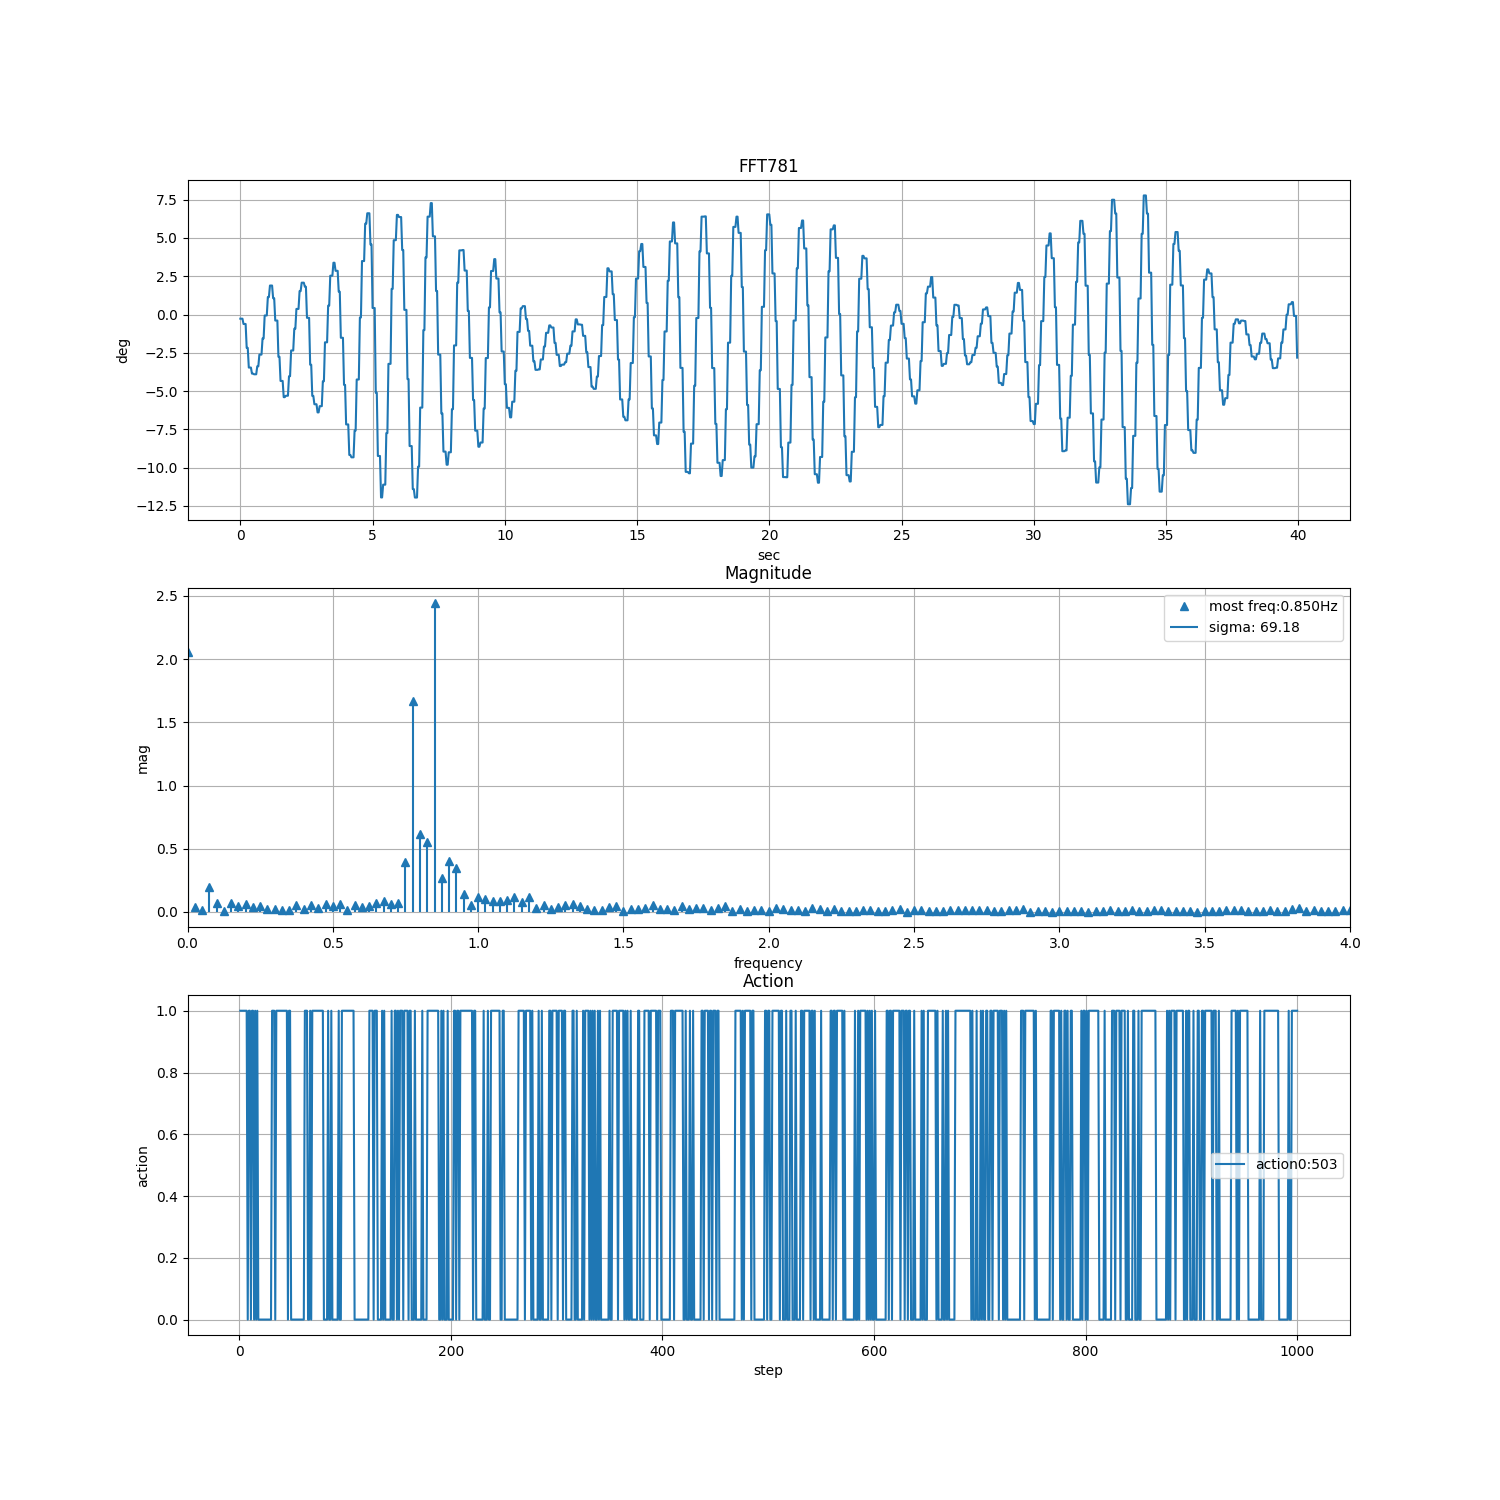 FFT781
7.5
5.0
2.5
0.0
−2.5
−5.0
−7.5
−10.0
−12.5
deg
0 5 10 15 20 25 30 35 40
sec
Magnitude
2.5
2.0
1.5
1.0
0.5
0.0
mag
most freq:0.850Hz
sigma: 69.18
0.0 0.5 1.0 1.5 2.0 2.5 3.0 3.5 4.0
frequency
Action
1.0
0.8
0.6
0.4
0.2
0.0
action
action0:503
0 200 400 600 800 1000
step